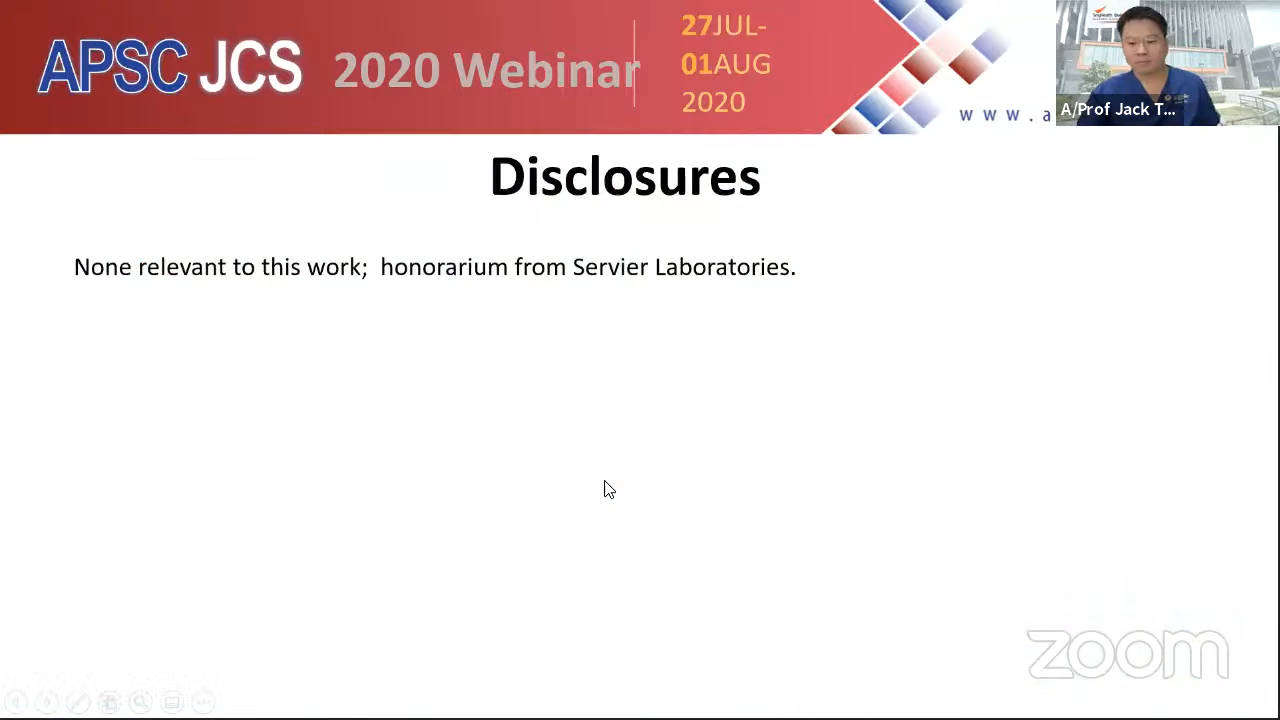 APSC JCS 2020 Webinar
27JUL-
01AUG
2020
www.a
A/Prof Jack T...
Disclosures
None relevant to this work;  honorarium from Servier Laboratories.
zoom